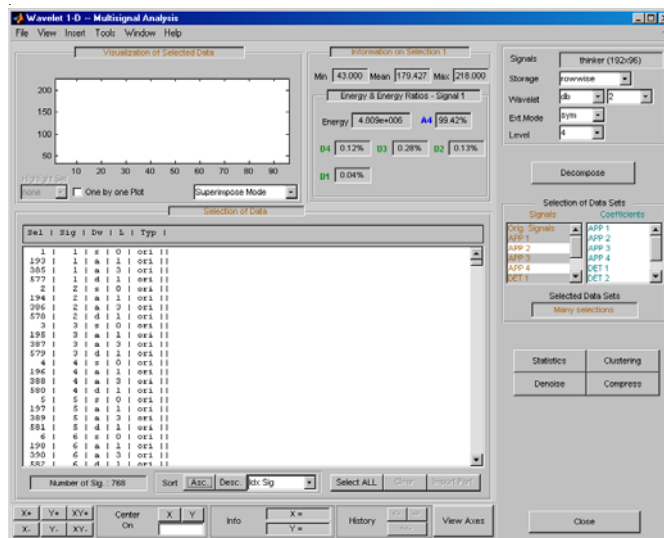 Wavelet 1-D -- Multisignal Analysis
File View Insert Tools Window Help
Visualization of Selected Data
200
150
100
50
10 20 30 40 50 60 70 80 90
Highlight Sel
none
One by one Plot
Superimpose Mode
Information on Selection 1
Min 43.000 Mean 179.427 Max 218.000
Energy & Energy Ratios - Signal 1
Energy 4.809e+006 A4 99.42%
D4 0.12% D3 0.28% D2 0.13%
D1 0.04%
Selection of Data
Sel | Sig | Dw | L | Typ |
1 | 1 | s | 0 | ori ||
193 | 1 | a | 1 | ori ||
385 | 1 | a | 3 | ori ||
577 | 1 | d | 1 | ori ||
2 | 2 | s | 0 | ori ||
194 | 2 | a | 1 | ori ||
386 | 2 | a | 3 | ori ||
578 | 2 | d | 1 | ori ||
3 | 3 | s | 0 | ori ||
195 | 3 | a | 1 | ori ||
387 | 3 | a | 3 | ori ||
579 | 3 | d | 1 | ori ||
4 | 4 | s | 0 | ori ||
196 | 4 | a | 1 | ori ||
388 | 4 | a | 3 | ori ||
580 | 4 | d | 1 | ori ||
5 | 5 | s | 0 | ori ||
197 | 5 | a | 1 | ori ||
389 | 5 | a | 3 | ori ||
581 | 5 | d | 1 | ori ||
6 | 6 | s | 0 | ori ||
198 | 6 | a | 1 | ori ||
390 | 6 | a | 3 | ori ||
582 | 6 | d | 1 | ori ||
Number of Sig. : 768
Sort Asc. Desc. Idx Sig
Select ALL Clear Import Part
Signals thinker (192x96)
Storage rowwise
Wavelet db 2
Ext.Mode sym
Level 4
Decompose
Selection of Data Sets
Signals Coefficients
Orig. Signals
APP 1
APP 2
APP 3
APP 4
DET 1
APP 1
APP 2
APP 3
APP 4
DET 1
DET 2
Selected Data Sets
Many selections
Statistics Clustering
Denoise Compress
X+ Y+ XY+
X- Y- XY-
Center On
X Y
Info
X =
Y =
History
<- ->
<<-
View Axes
Close